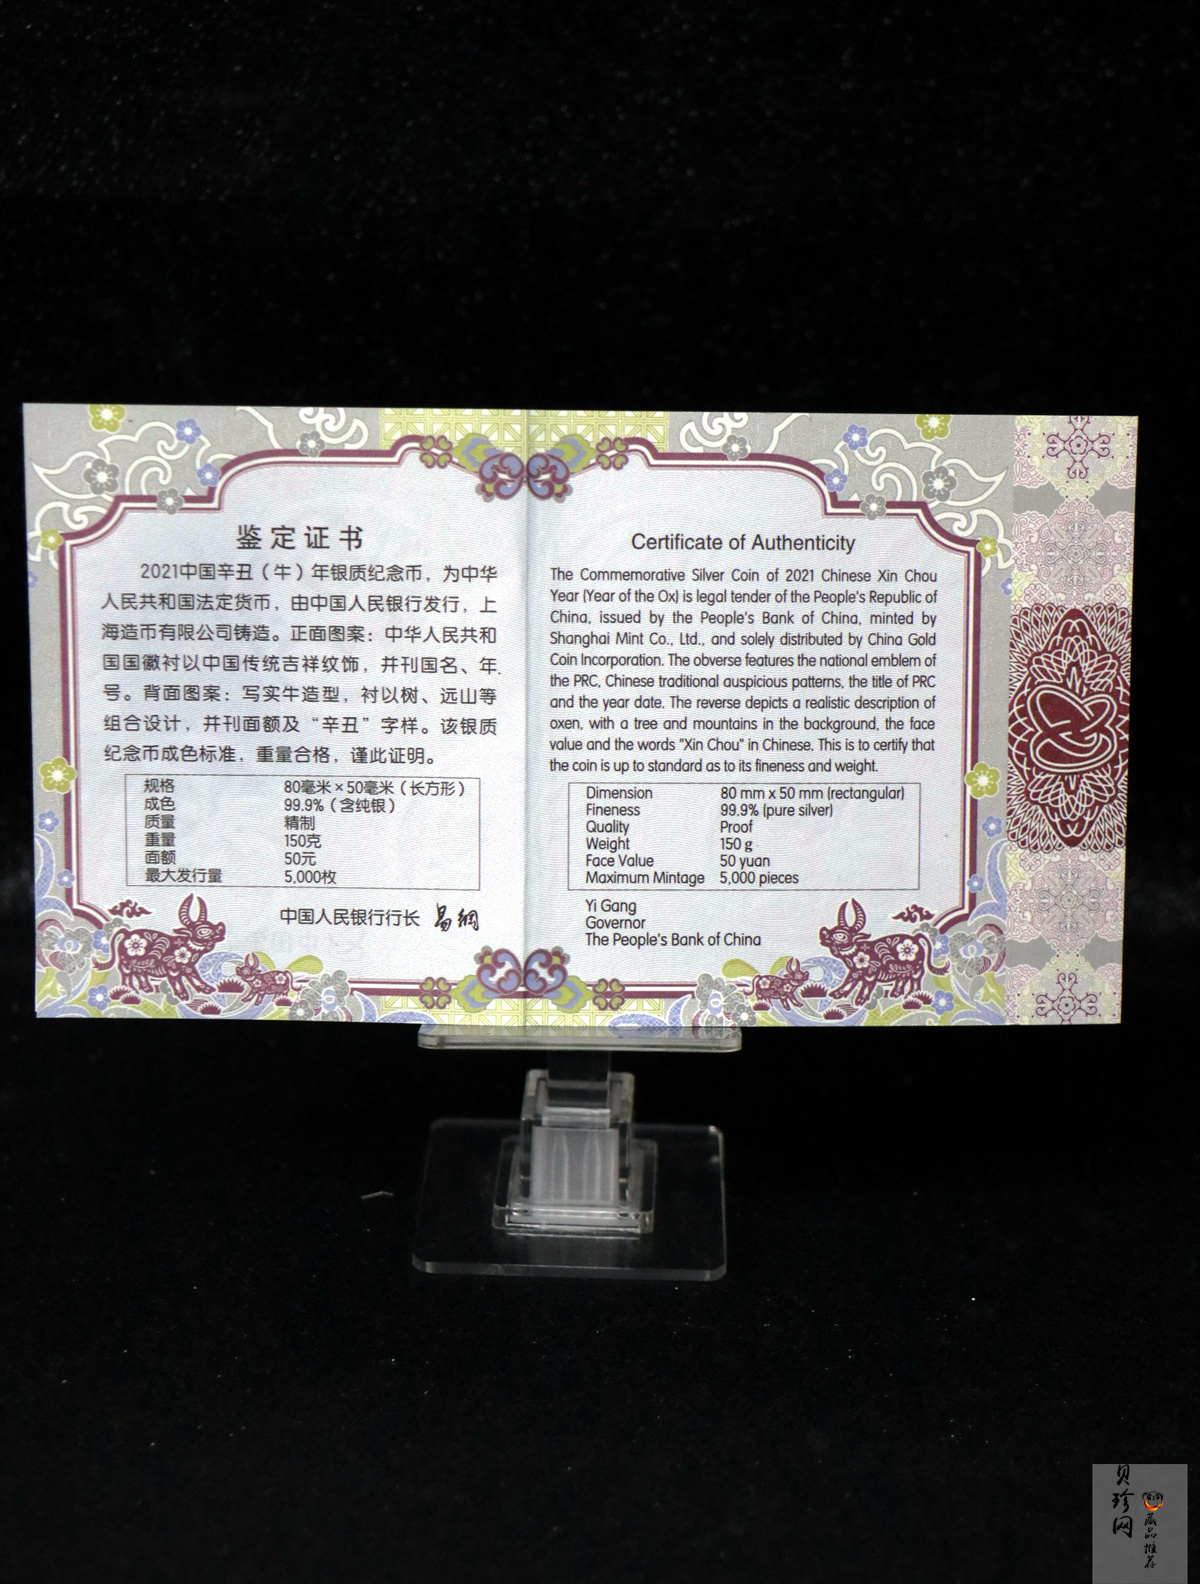 鉴定证书
2021中国辛丑（牛）年银质纪念币，为中华
人民共和国法定货币，由中国人民银行发行，上
海造币有限公司铸造。正面图案：中华人民共和
国国徽衬以中国传统吉祥纹饰，并刊国名、年
号。背面图案：写实牛造型，衬以树、远山等
组合设计，并刊面额及“辛丑”字样。该银质
纪念币成色标准，重量合格，谨此证明。
规格 80毫米×50毫米（长方形）
成色 99.9%（含纯银）
质量 精制
重量 150克
面额 50元
最大发行量 5,000枚
中国人民银行行长 易纲
Certificate of Authenticity
The Commemorative Silver Coin of 2021 Chinese Xin Chou
Year (Year of the Ox) is legal tender of the People's Republic of
China, issued by the People's Bank of China, minted by
Shanghai Mint Co., Ltd., and solely distributed by China Gold
Coin Incorporation. The obverse features the national emblem of
the PRC, Chinese traditional auspicious patterns, the title of PRC
and the year date. The reverse depicts a realistic description of
oxen, with a tree and mountains in the background, the face
value and the words "Xin Chou" in Chinese. This is to certify that
the coin is up to standard as to its fineness and weight.
Dimension 80 mm x 50 mm (rectangular)
Fineness 99.9% (pure silver)
Quality Proof
Weight 150 g
Face Value 50 yuan
Maximum Mintage 5,000 pieces
Yi Gang
Governor
The People's Bank of China
贝珍网
藏品推荐